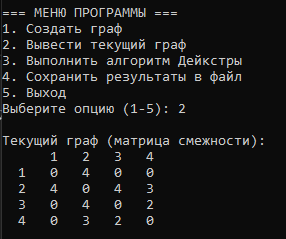 === МЕНЮ ПРОГРАММЫ ===
1. Создать граф
2. Вывести текущий граф
3. Выполнить алгоритм Дейкстры
4. Сохранить результаты в файл
5. Выход
Выберите опцию (1-5): 2

Текущий граф (матрица смежности):
      1  2  3  4
  1   0  4  0  0
  2   4  0  4  3
  3   0  4  0  2
  4   0  3  2  0